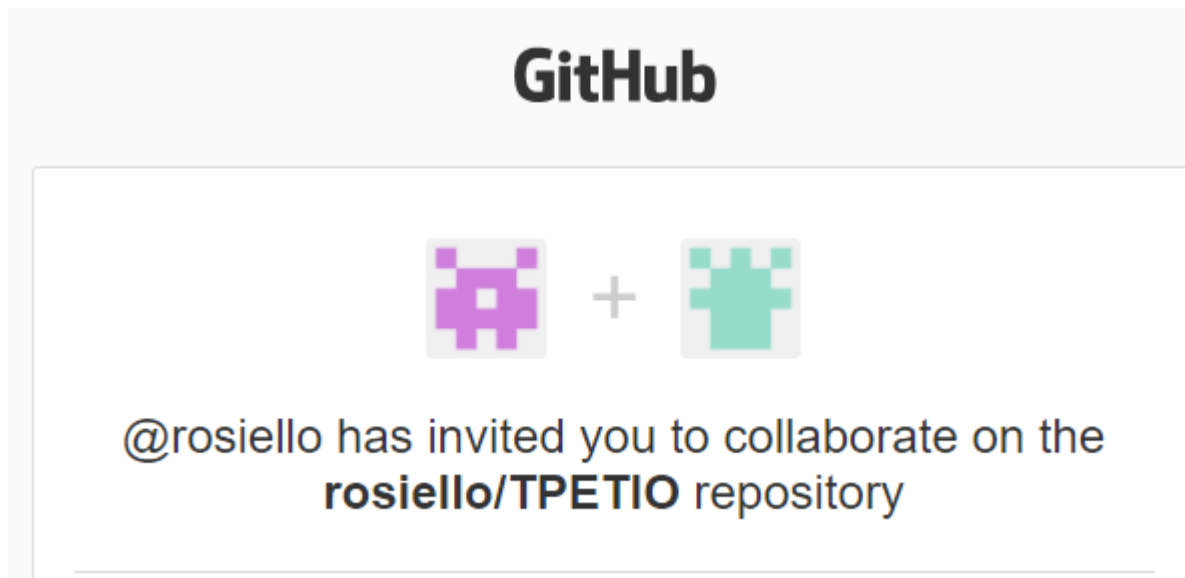 GitHub
+
@rosiello has invited you to collaborate on the
rosiello/TPETIO repository